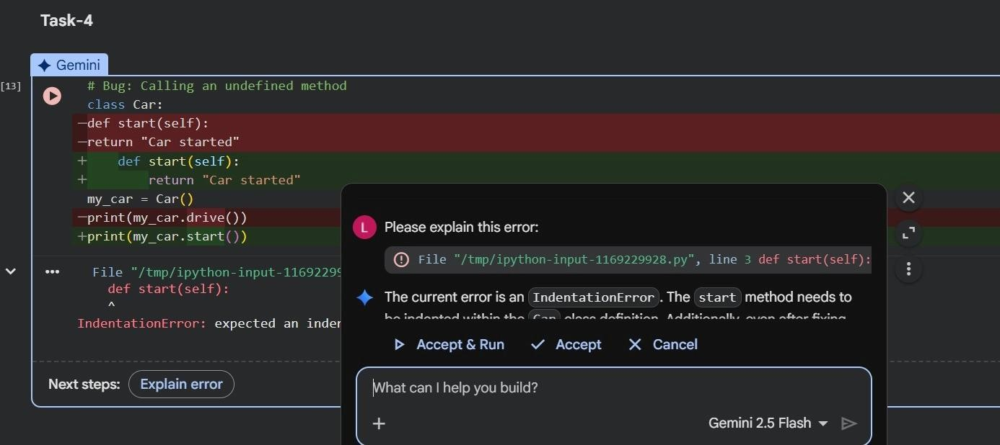 Task-4
Gemini
[13]
# Bug: Calling an undefined method
class Car:
—def start(self):
—return "Car started"
+ def start(self):
+ return "Car started"
my_car = Car()
—print(my_car.drive())
+print(my_car.start())
File "/tmp/ipython-input-11692299
def start(self):
^
IndentationError: expected an inden
Next steps: Explain error
L Please explain this error:
File "/tmp/ipython-input-1169229928.py", line 3 def start(self):
The current error is an IndentationError. The start method needs to
be indented within the Car class definition. Additionally, even after fixing
Accept & Run Accept Cancel
What can I help you build?
+ Gemini 2.5 Flash